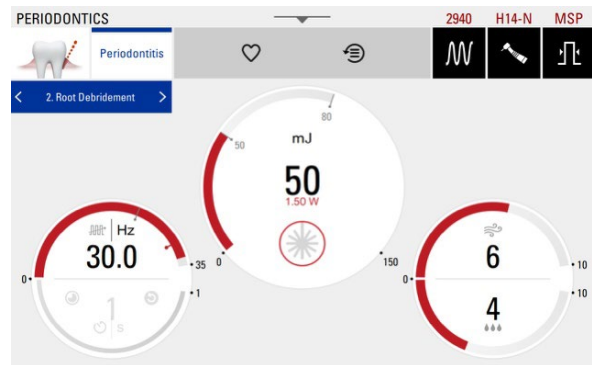 PERIODONTICS
2940 H14-N MSP
Periodontitis
2. Root Debridement
80
50
mJ
50
1.50 W
0
150
Hz
30.0
35
0
1
1
s
6
10
0
10
4